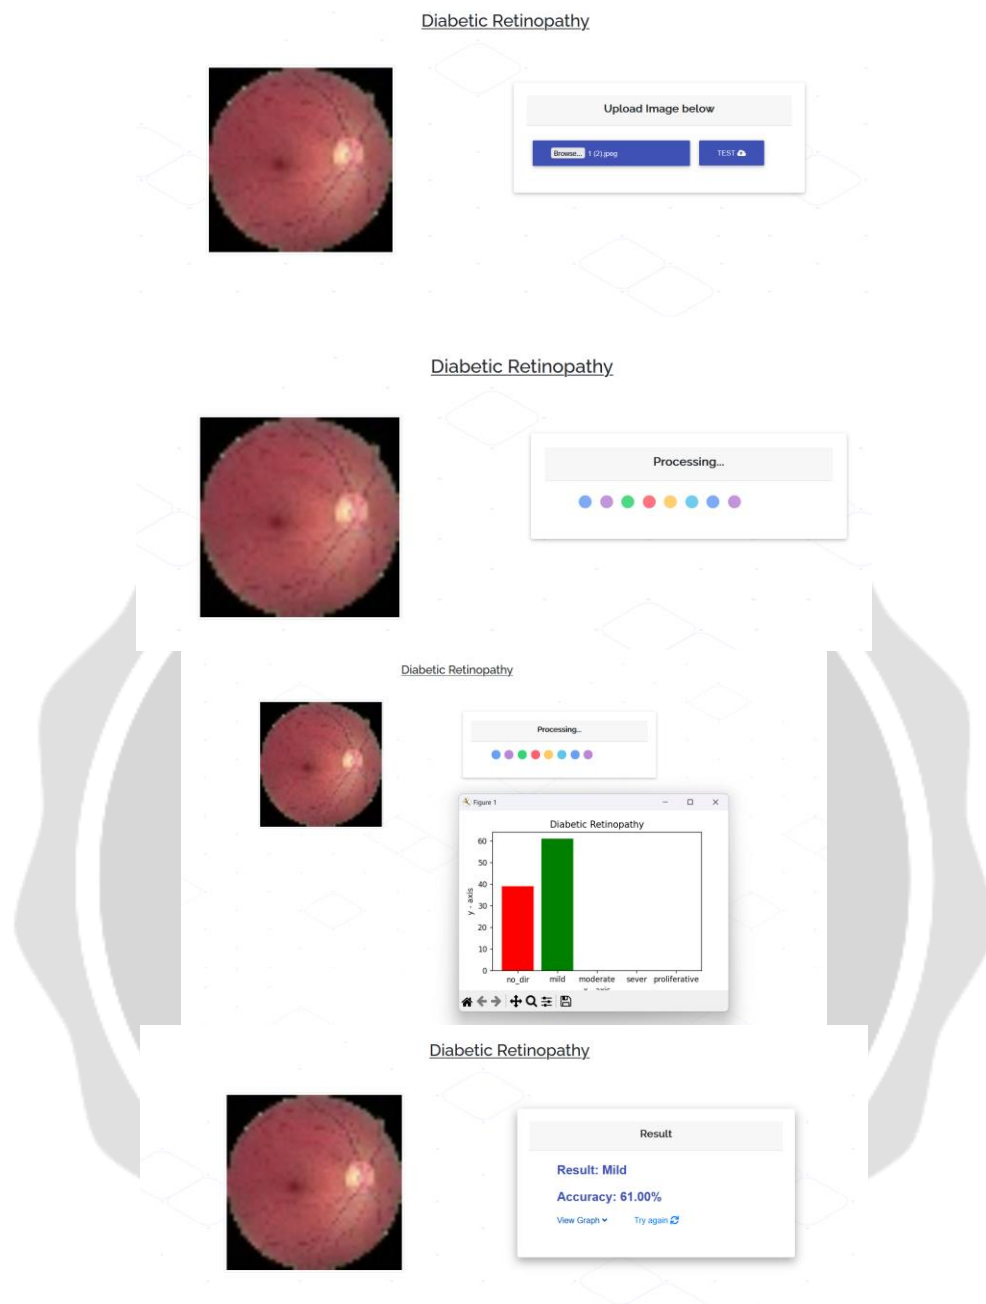 Diabetic Retinopathy
Upload Image below
Browse... 1 (2).jpeg
TEST
Diabetic Retinopathy
Processing...
Diabetic Retinopathy
Processing...
Figure 1
Diabetic Retinopathy
60
50
40
30
20
10
0
y - axis
no_dir mild moderate sever proliferative
Diabetic Retinopathy
Result
Result: Mild
Accuracy: 61.00%
View Graph Try again